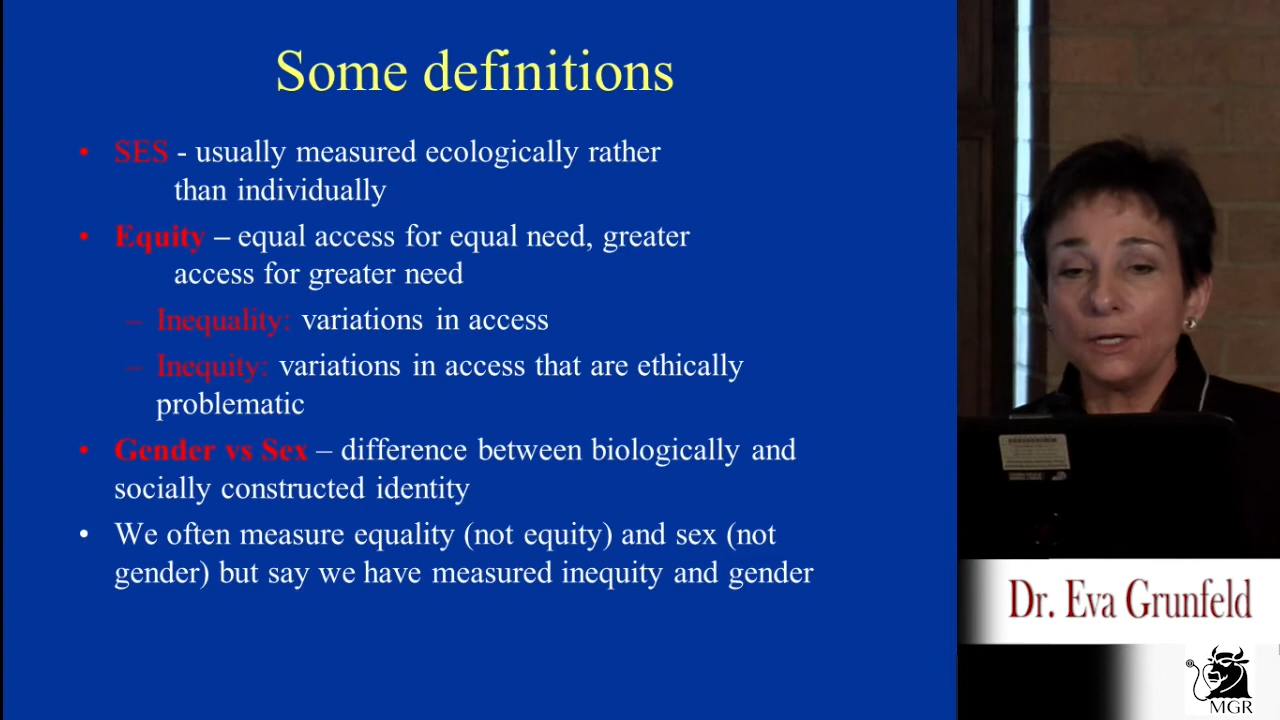 Some definitions
• SES - usually measured ecologically rather
than individually
• Equity – equal access for equal need, greater
access for greater need
– Inequality: variations in access
– Inequity: variations in access that are ethically
problematic
• Gender vs Sex – difference between biologically and
socially constructed identity
• We often measure equality (not equity) and sex (not
gender) but say we have measured inequity and gender
Dr. Eva Grunfeld
MGR